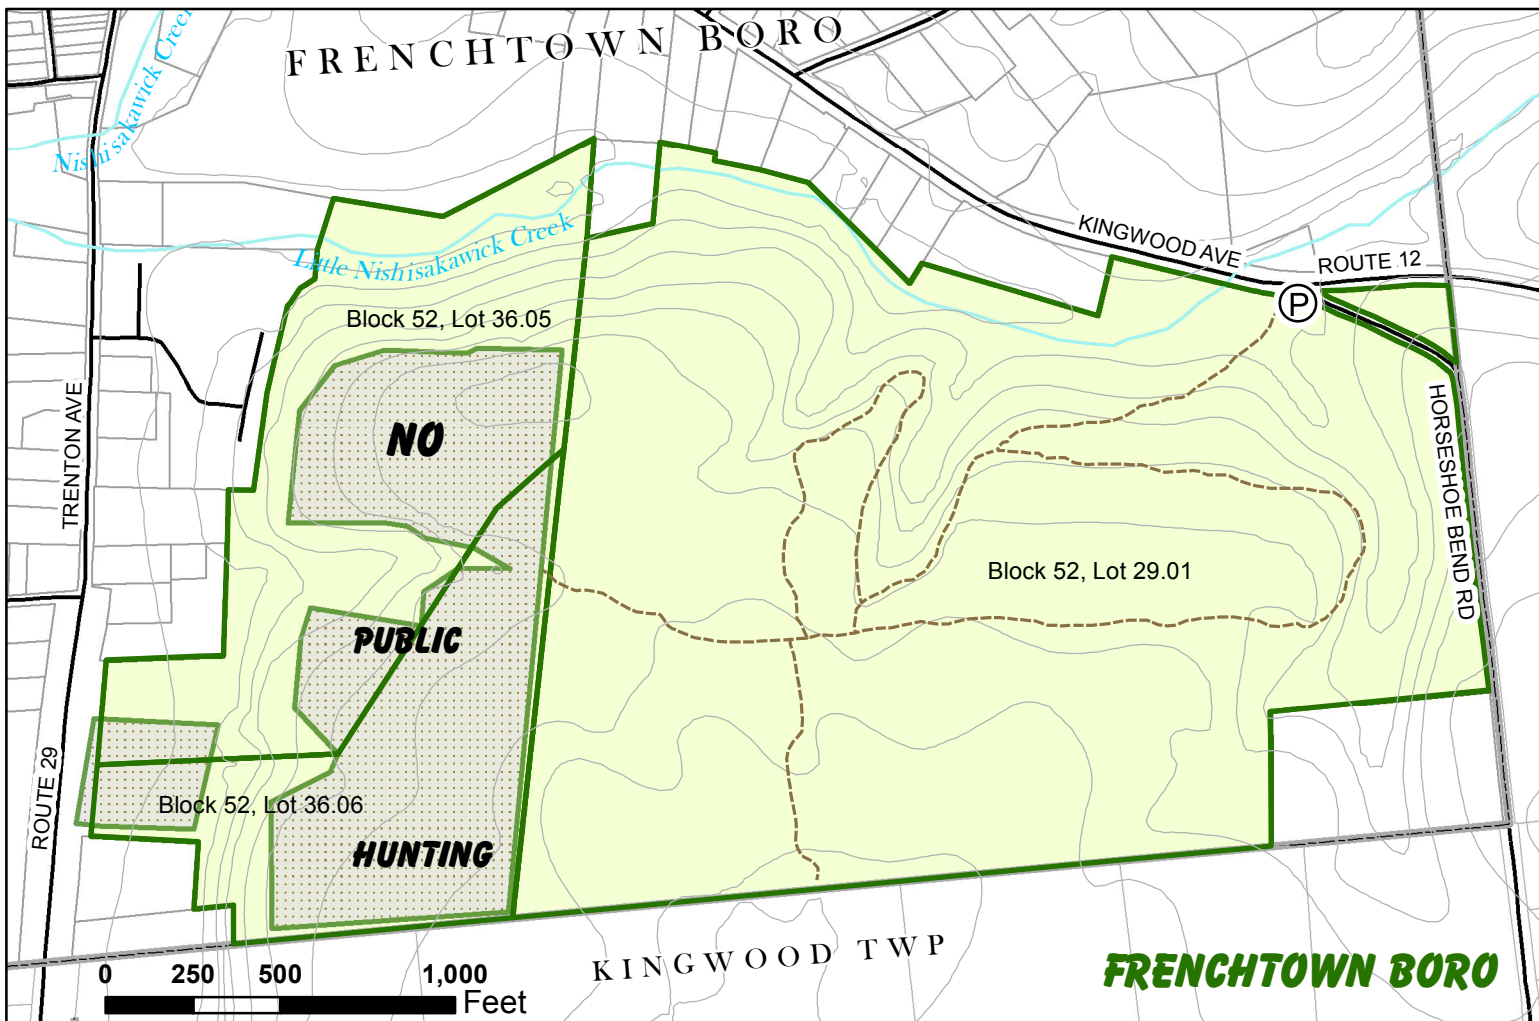 FRENCHTOWN BORO
Nishisakawick Creek
Little Nishisakawick Creek
KINGWOOD AVE
ROUTE 12
P
Block 52, Lot 36.05
TRENTON AVE
NO
HORSESHOE BEND RD
Block 52, Lot 29.01
PUBLIC
ROUTE 29
Block 52, Lot 36.06
HUNTING
KINGWOOD TWP
FRENCHTOWN BORO
0 250 500 1,000
Feet